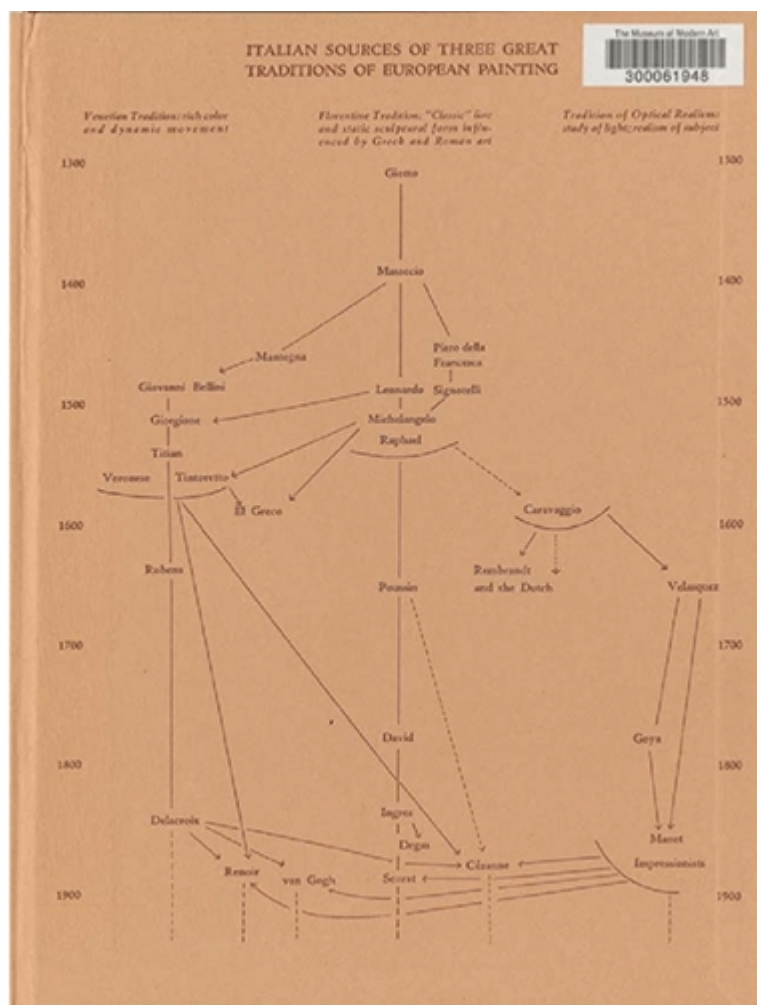 The Museum of Modern Art
300061948
ITALIAN SOURCES OF THREE GREAT
TRADITIONS OF EUROPEAN PAINTING
Venetian Tradition: rich color
and dynamic movement
Florentine Tradition: "Classic" line
and static sculptural form influ-
enced by Greek and Roman art
Tradition of Optical Realism:
study of light; realism of subject
1300
1300
Giotto
Masaccio
1400
1400
Mantegna
Piero della
Francesca
Giovanni Bellini
Leonardo
Signorelli
1500
1500
Giorgione
Michelangelo
Raphael
Titian
Veronese
Tintoretto
El Greco
Caravaggio
1600
1600
Rubens
Rembrandt
and the Dutch
Poussin
Velasquez
1700
1700
David
Goya
1800
1800
Ingres
Delacroix
Degas
Manet
Impressionists
Renoir
van Gogh
Seurat
Cézanne
1900
1900